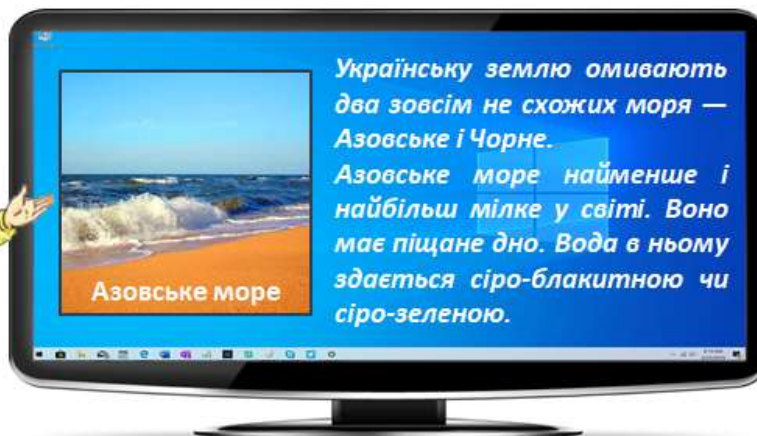 Українську землю омивають
два зовсім не схожих моря —
Азовське і Чорне.
Азовське море найменше і
найбільш мілке у світі. Воно
має піщане дно. Вода в ньому
здається сіро-блакитною чи
сіро-зеленою.
Азовське море